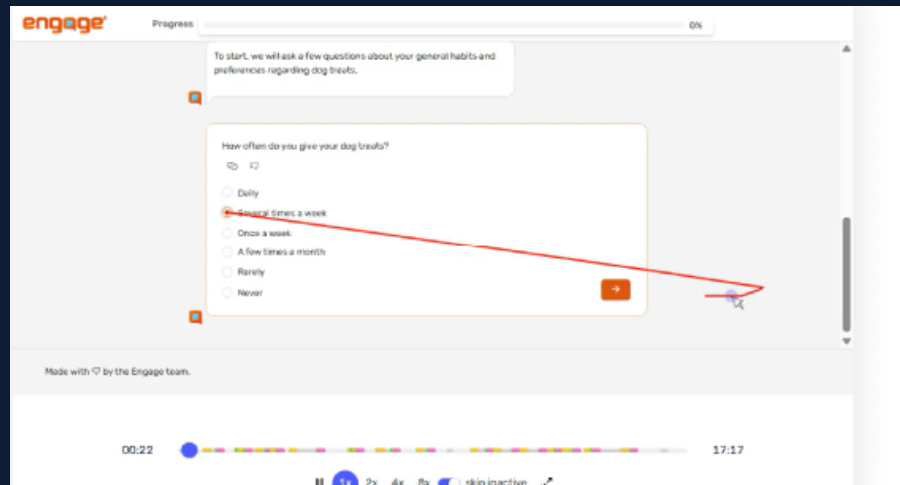 engage
Progress
0%
To start, we will ask a few questions about your general habits and
preferences regarding dog treats.
How often do you give your dog treats?
Daily
Several times a week
Once a week
A few times a month
Rarely
Never
Made with ♡ by the Engage team.
00:22
17:17
1x 2x 4x 8x skip inactive